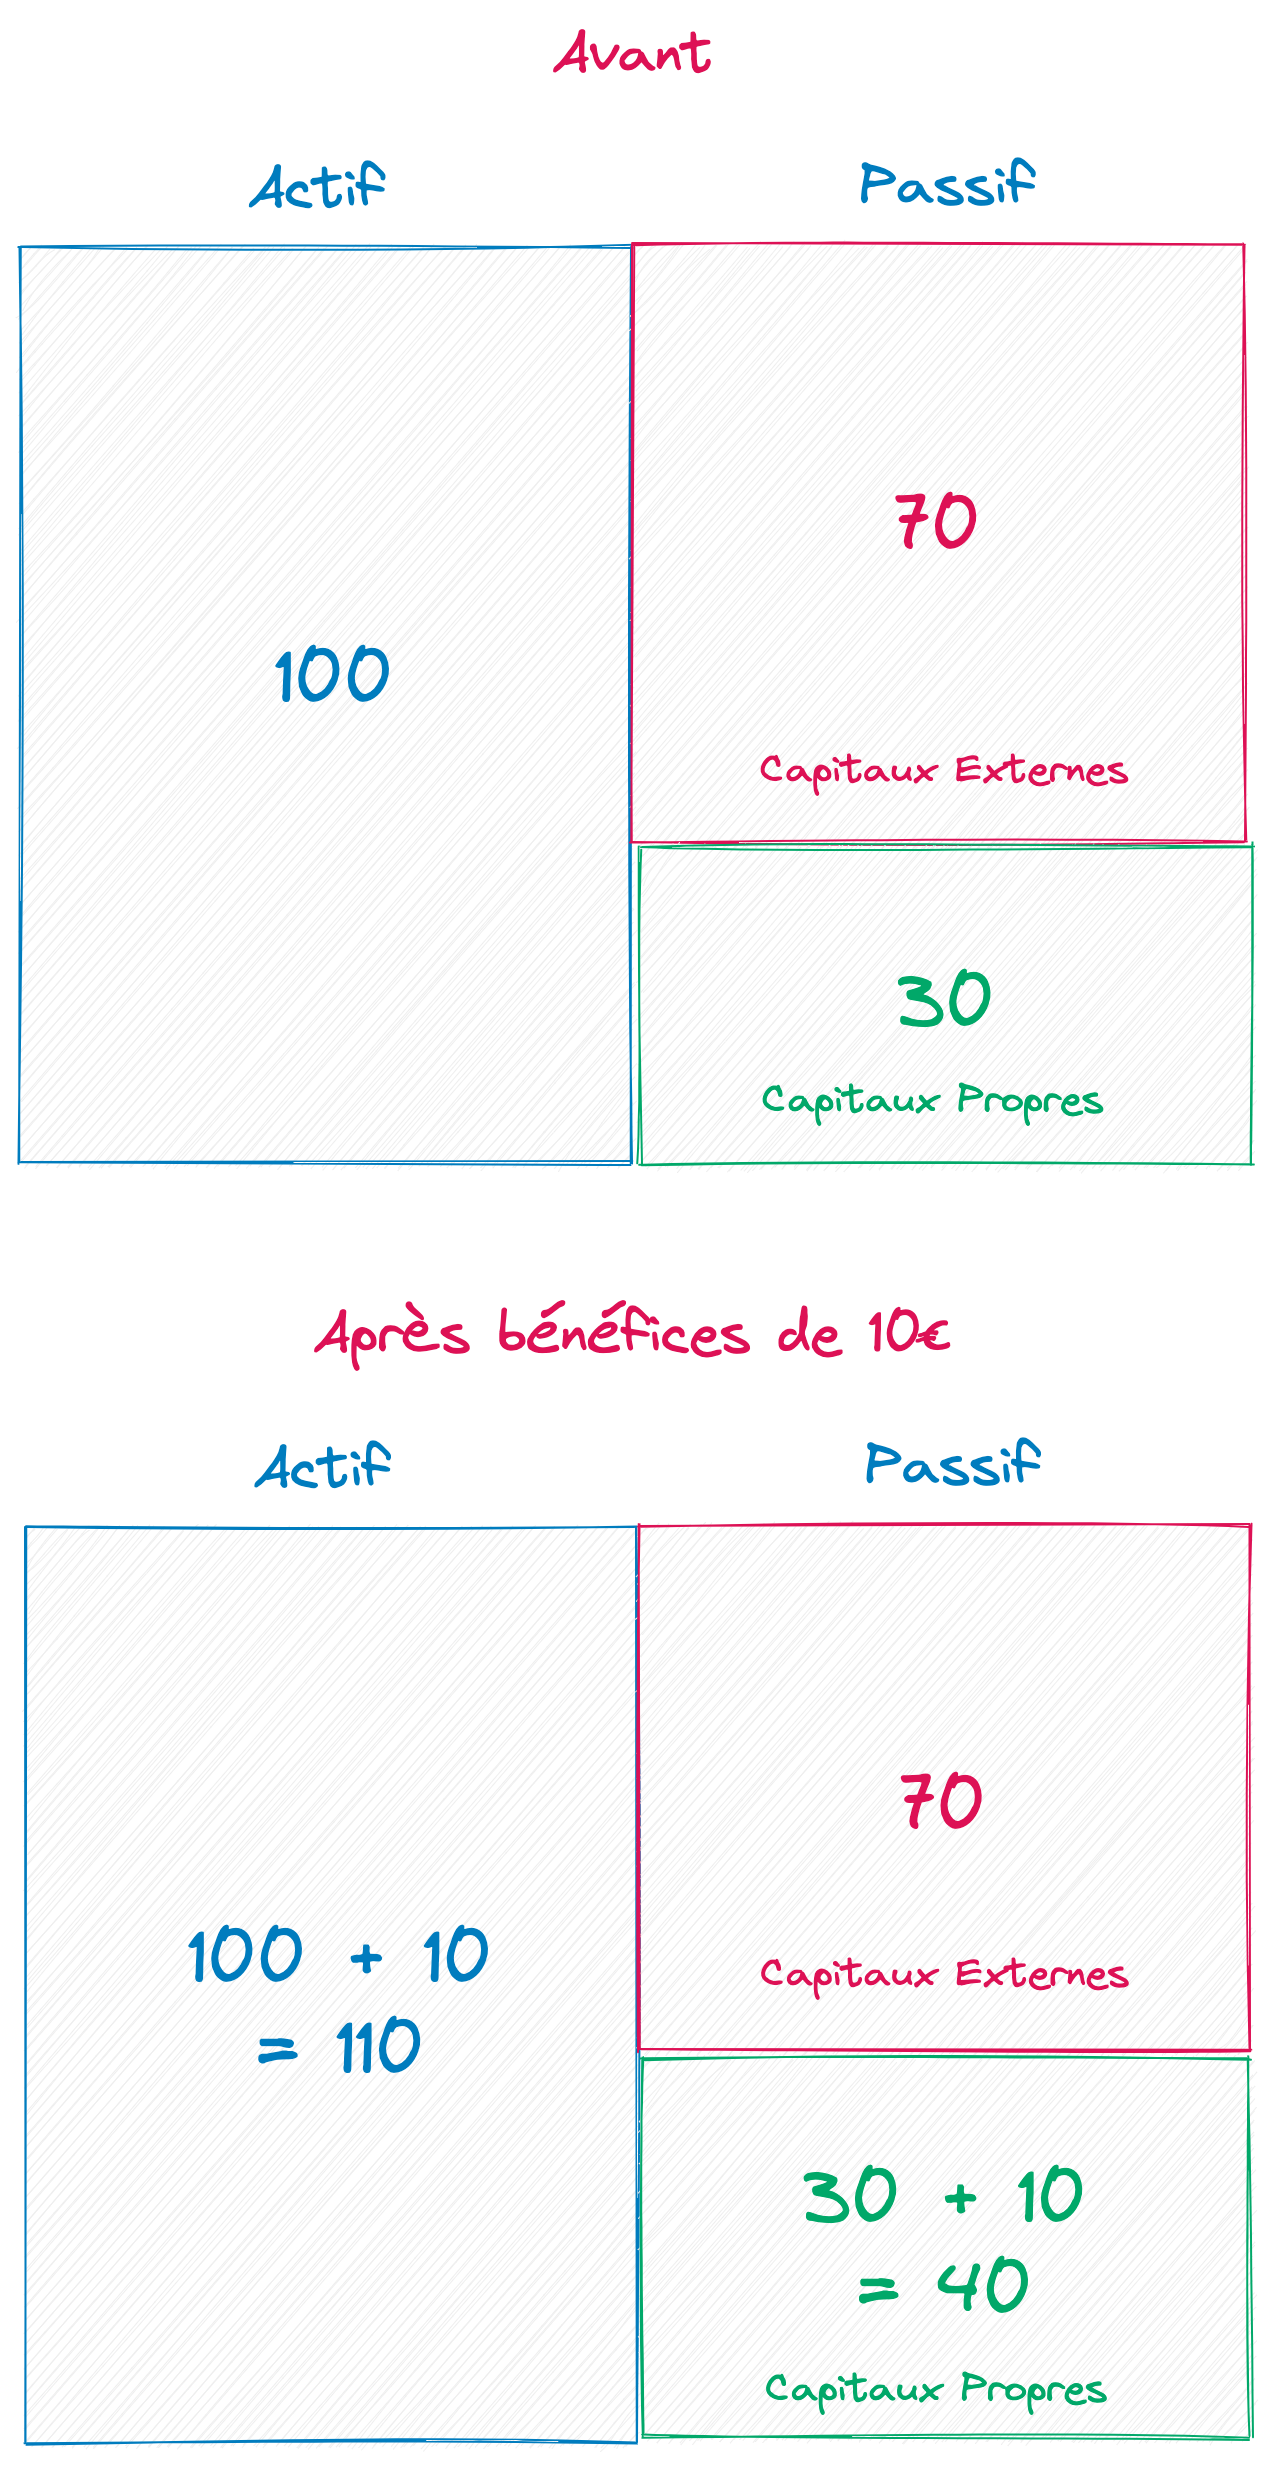 Avant
Actif
Passif
100
70
Capitaux Externes
30
Capitaux Propres
Après bénéfices de 10€
Actif
Passif
100 + 10
= 110
70
Capitaux Externes
30 + 10
= 40
Capitaux Propres